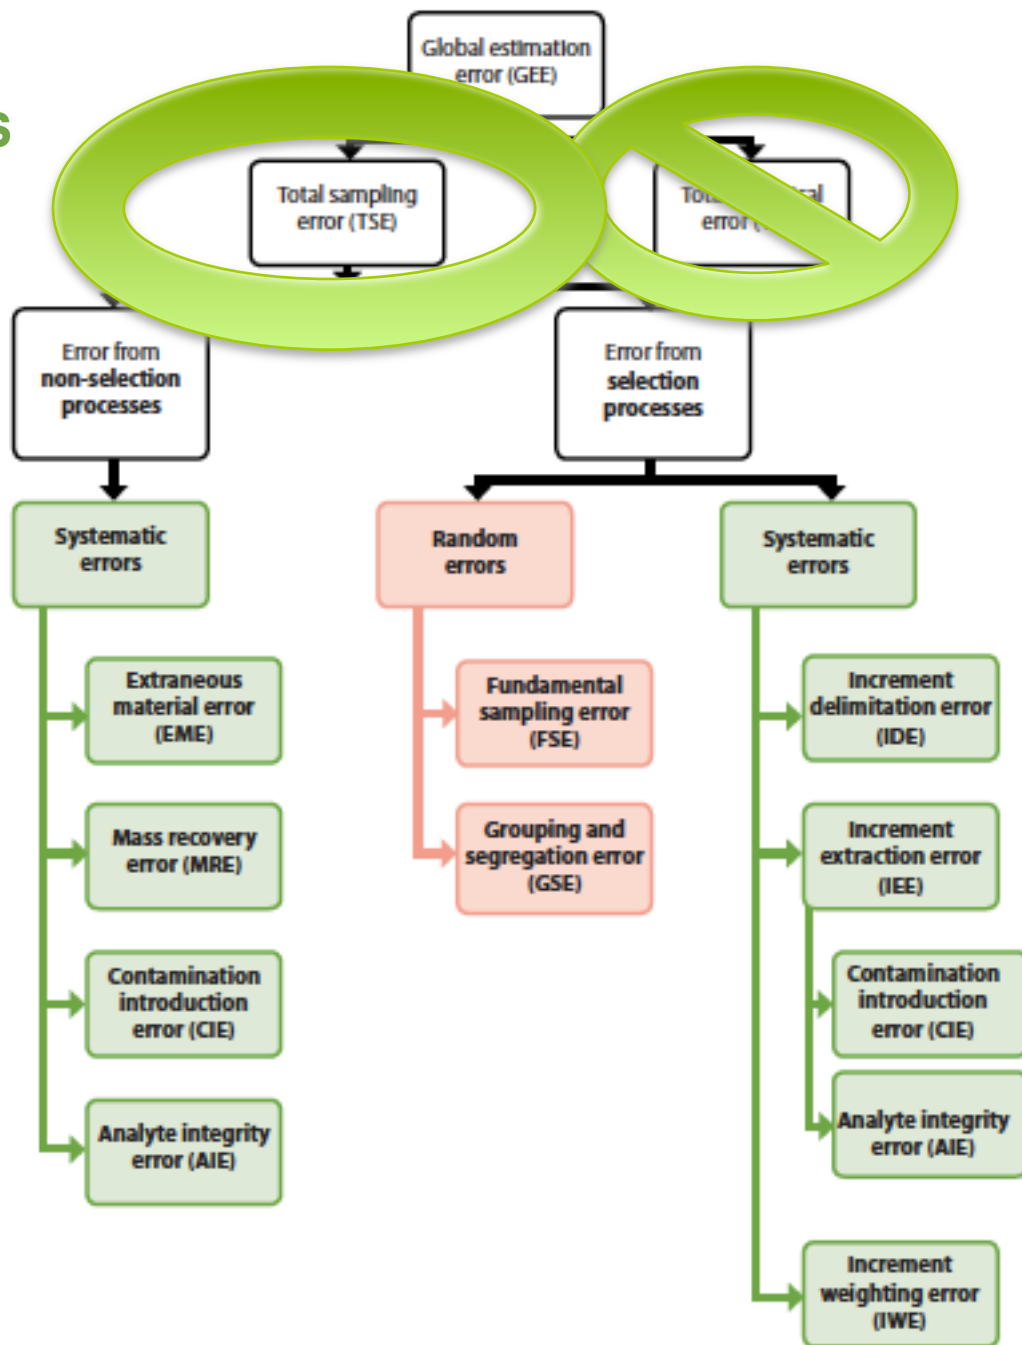 Global estimation
error (GEE)
s
Total sampling
error (TSE)
error
Error from
non-selection
processes
Error from
selection
processes
Systematic
errors
Random
errors
Systematic
errors
Extraneous
material error
(EME)
Mass recovery
error (MRE)
Contamination
introduction
error (CIE)
Analyte integrity
error (AIE)
Fundamental
sampling error
(FSE)
Grouping and
segregation error
(GSE)
Increment
delimitation error
(IDE)
Increment
extraction error
(IEE)
Contamination
introduction
error (CIE)
Analyte integrity
error (AIE)
Increment
weighting error
(IWE)